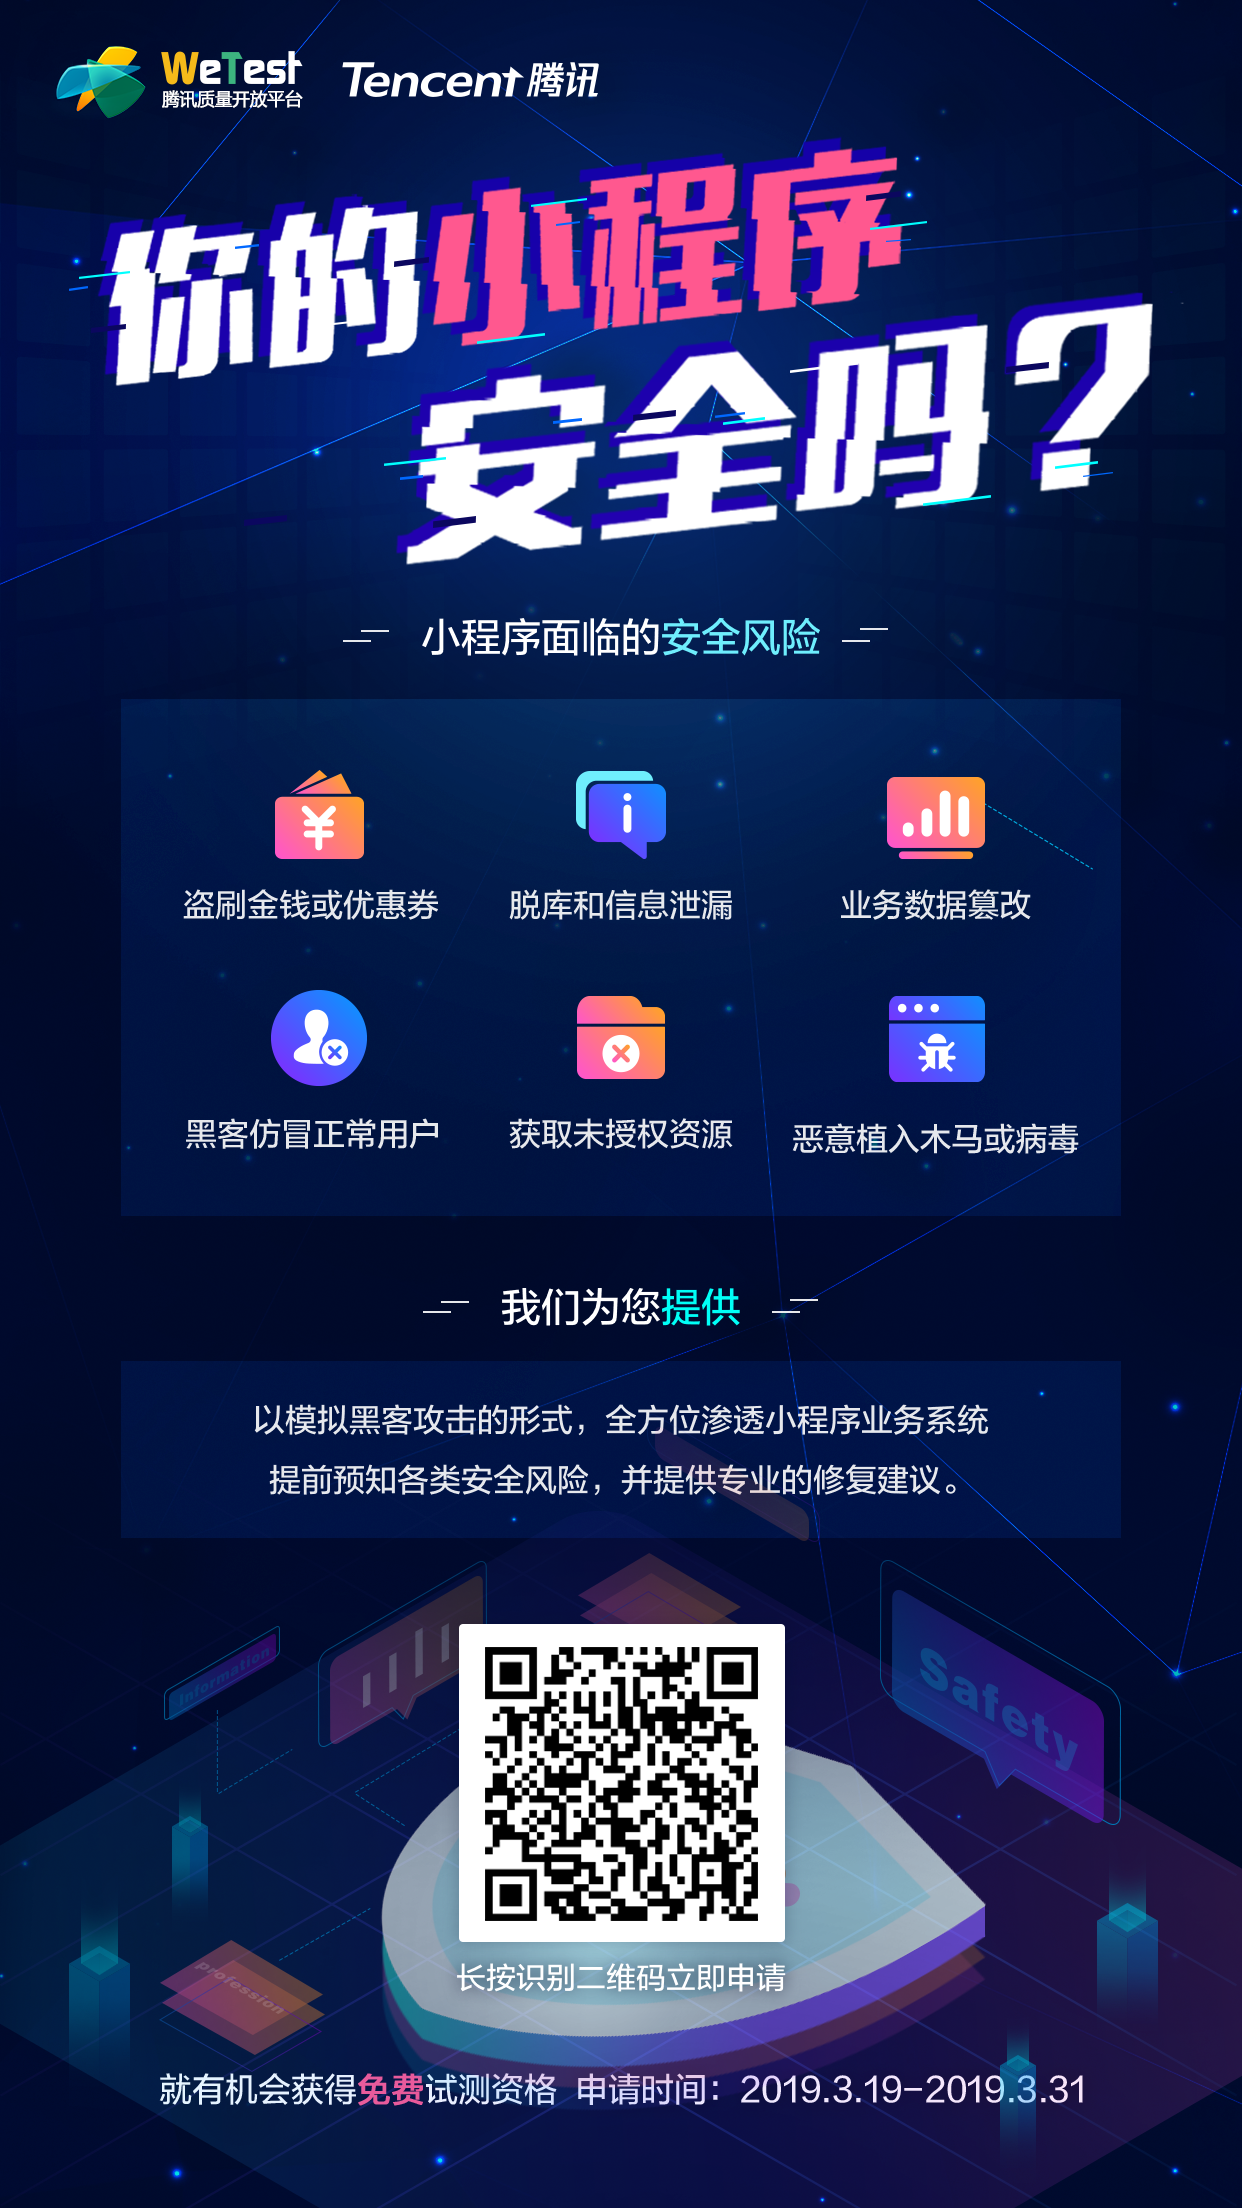 WeTest
腾讯质量开放平台
Tencent 腾讯
你的小程序
安全吗?
小程序面临的安全风险
盗刷金钱或优惠券
脱库和信息泄漏
业务数据篡改
黑客仿冒正常用户
获取未授权资源
恶意植入木马或病毒
我们为您提供
以模拟黑客攻击的形式，全方位渗透小程序业务系统
提前预知各类安全风险，并提供专业的修复建议。
Information
Safety
profession
长按识别二维码立即申请
就有机会获得免费试测资格 申请时间：2019.3.19-2019.3.31